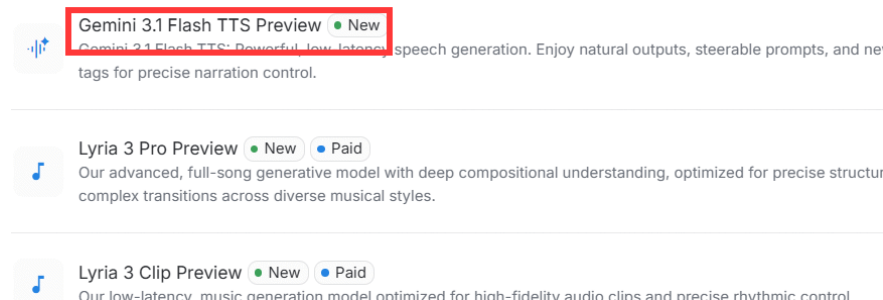 Gemini 3.1 Flash TTS Preview New
Gemini 3.1 Flash TTS: Powerful, low-latency speech generation. Enjoy natural outputs, steerable prompts, and
tags for precise narration control.
Lyria 3 Pro Preview New Paid
Our advanced, full-song generative model with deep compositional understanding, optimized for precise
complex transitions across diverse musical styles.
Lyria 3 Clip Preview New Paid
Our low-latency, music generation model optimized for high-fidelity audio clips and precise rhythmic control